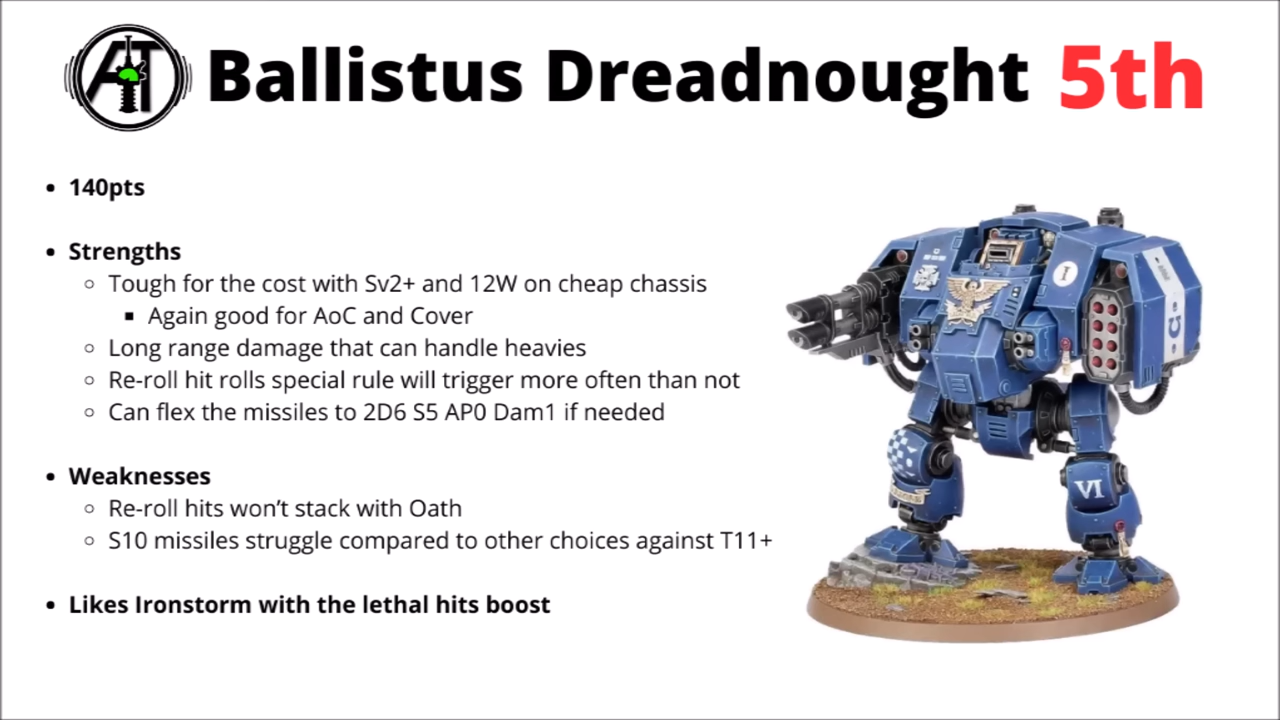 AT
Ballistus Dreadnought 5th
• 140pts
• Strengths
◦ Tough for the cost with Sv2+ and 12W on cheap chassis
▪ Again good for AoC and Cover
◦ Long range damage that can handle heavies
◦ Re-roll hit rolls special rule will trigger more often than not
◦ Can flex the missiles to 2D6 S5 AP0 Dam1 if needed
• Weaknesses
◦ Re-roll hits won’t stack with Oath
◦ S10 missiles struggle compared to other choices against T11+
• Likes Ironstorm with the lethal hits boost
I
VI